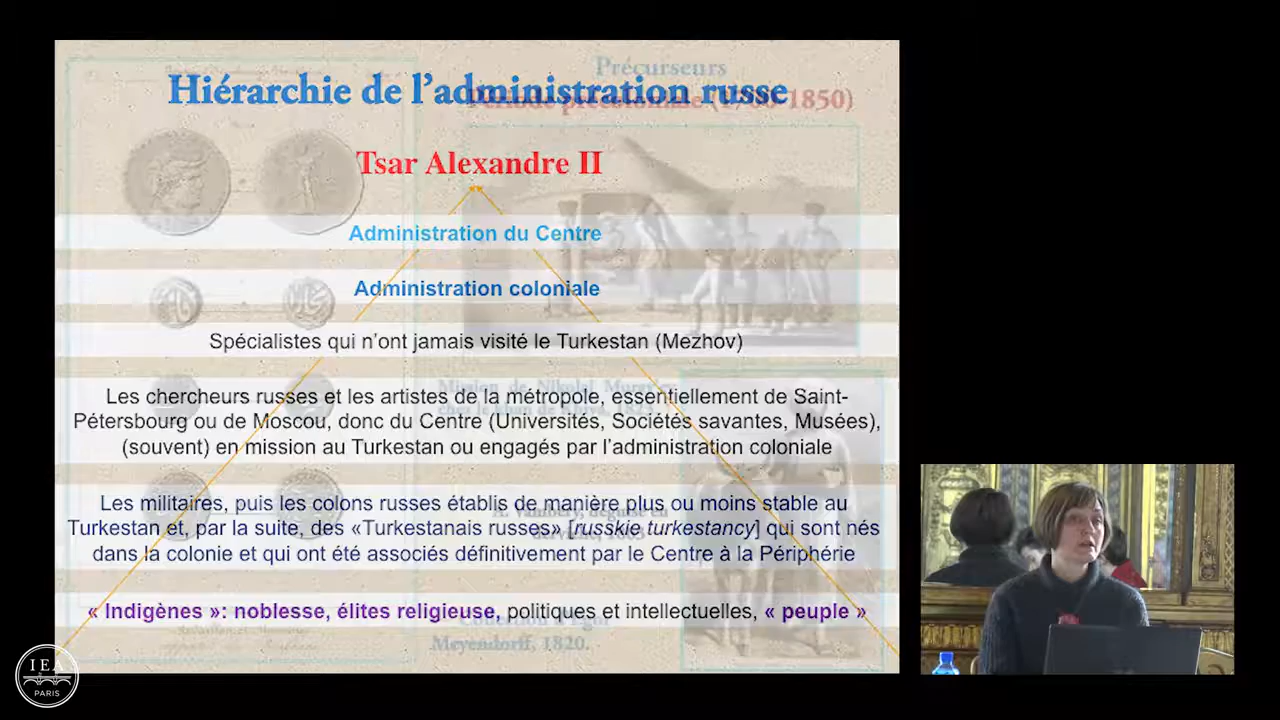 Précurseurs
Hiérarchie de l’administration russe
Tsar Alexandre II
Administration du Centre
Administration coloniale
Spécialistes qui n’ont jamais visité le Turkestan (Mezhov)
Les chercheurs russes et les artistes de la métropole, essentiellement de Saint-
Pétersbourg ou de Moscou, donc du Centre (Universités, Sociétés savantes, Musées),
(souvent) en mission au Turkestan ou engagés par l’administration coloniale
Les militaires, puis les colons russes établis de manière plus ou moins stable au
Turkestan et, par la suite, des «Turkestanais russes» [russkie turkestancy] qui sont nés
dans la colonie et qui ont été associés définitivement par le Centre à la Périphérie
« Indigènes »: noblesse, élites religieuse, politiques et intellectuelles, « peuple »
Meyendorff, 1820.
IEA
PARIS